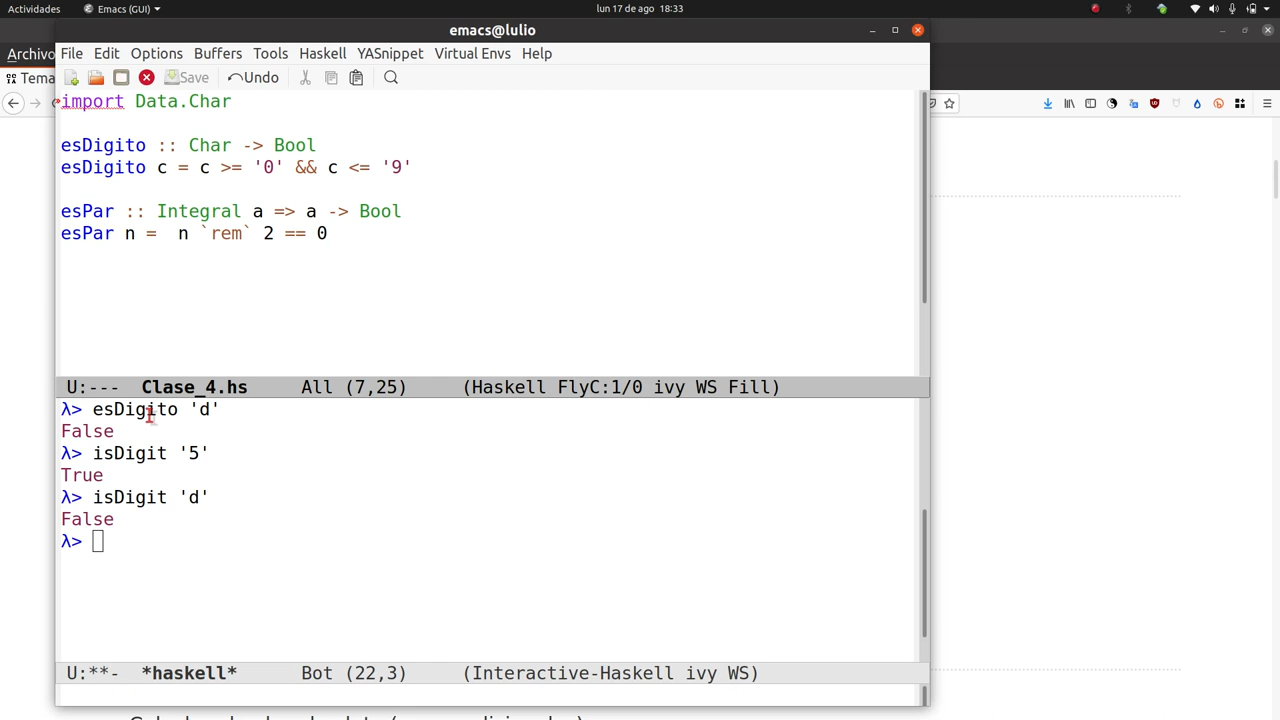 Actividades Emacs (GUI) lun 17 de ago 18:33
emacs@lulio
Archivo
File Edit Options Buffers Tools Haskell YASnippet Virtual Envs Help
Tema
Save Undo
import Data.Char
esDigito :: Char -> Bool
esDigito c = c >= '0' && c <= '9'
esPar :: Integral a => a -> Bool
esPar n =  n `rem` 2 == 0
U:--- Clase_4.hs All (7,25) (Haskell FlyC:1/0 ivy WS Fill)
λ> esDigito 'd'
False
λ> isDigit '5'
True
λ> isDigit 'd'
False
λ>
U:**- *haskell* Bot (22,3) (Interactive-Haskell ivy WS)